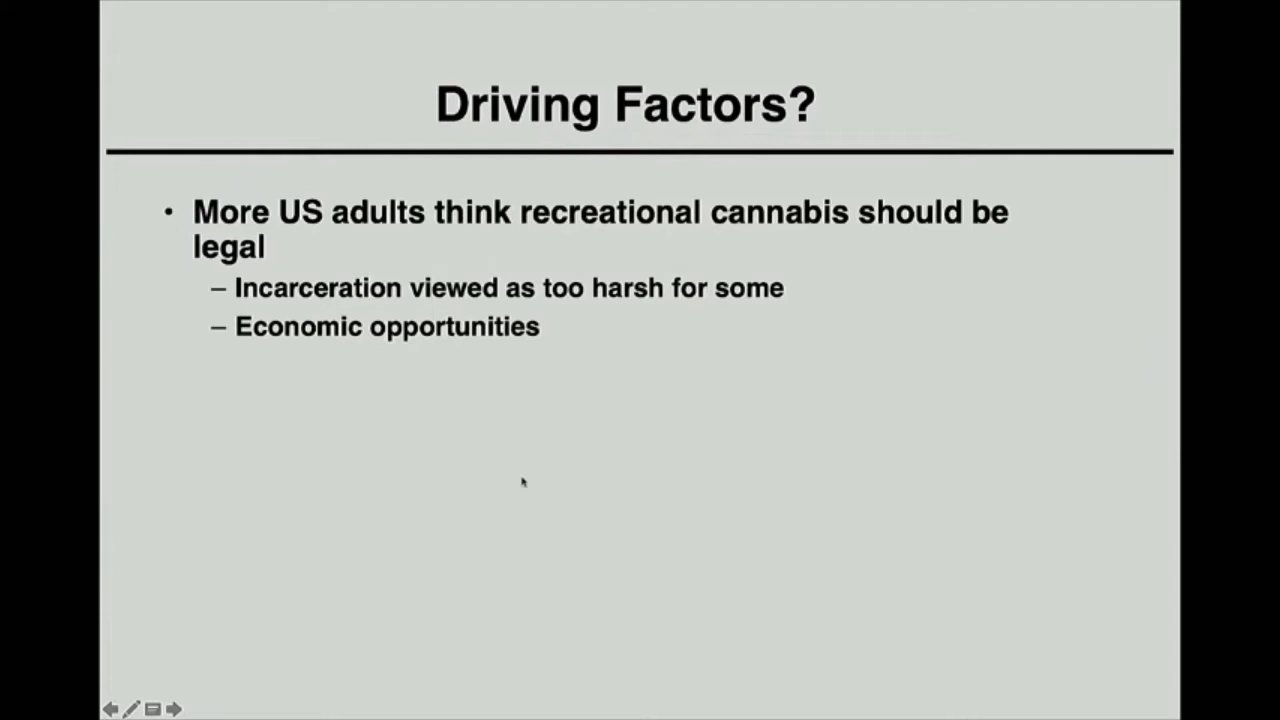 Driving Factors?
• More US adults think recreational cannabis should be
legal
– Incarceration viewed as too harsh for some
– Economic opportunities